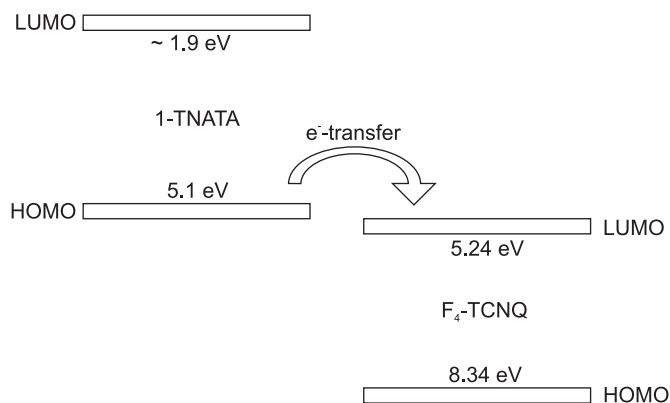 LUMO
~ 1.9 eV
1-TNATA
e⁻-transfer
5.1 eV
HOMO
LUMO
5.24 eV
F₄-TCNQ
8.34 eV
HOMO